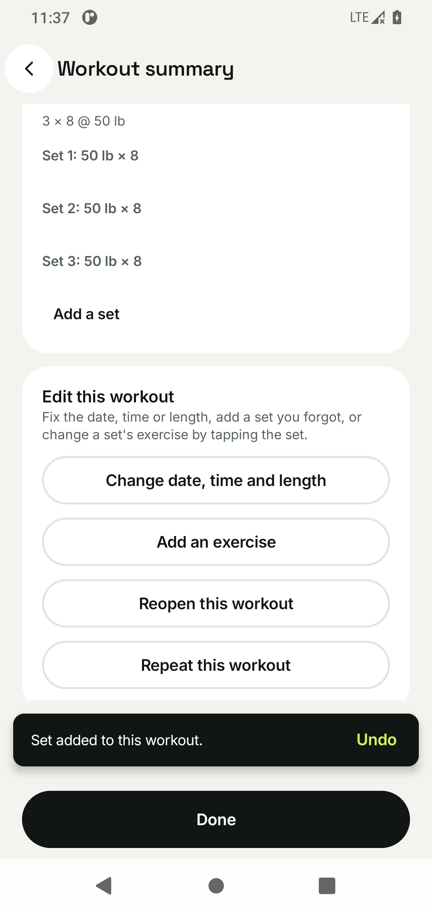 11:37
LTE
Workout summary
3 × 8 @ 50 lb
Set 1: 50 lb × 8
Set 2: 50 lb × 8
Set 3: 50 lb × 8
Add a set
Edit this workout
Fix the date, time or length, add a set you forgot, or
change a set's exercise by tapping the set.
Change date, time and length
Add an exercise
Reopen this workout
Repeat this workout
Set added to this workout.
Undo
Done